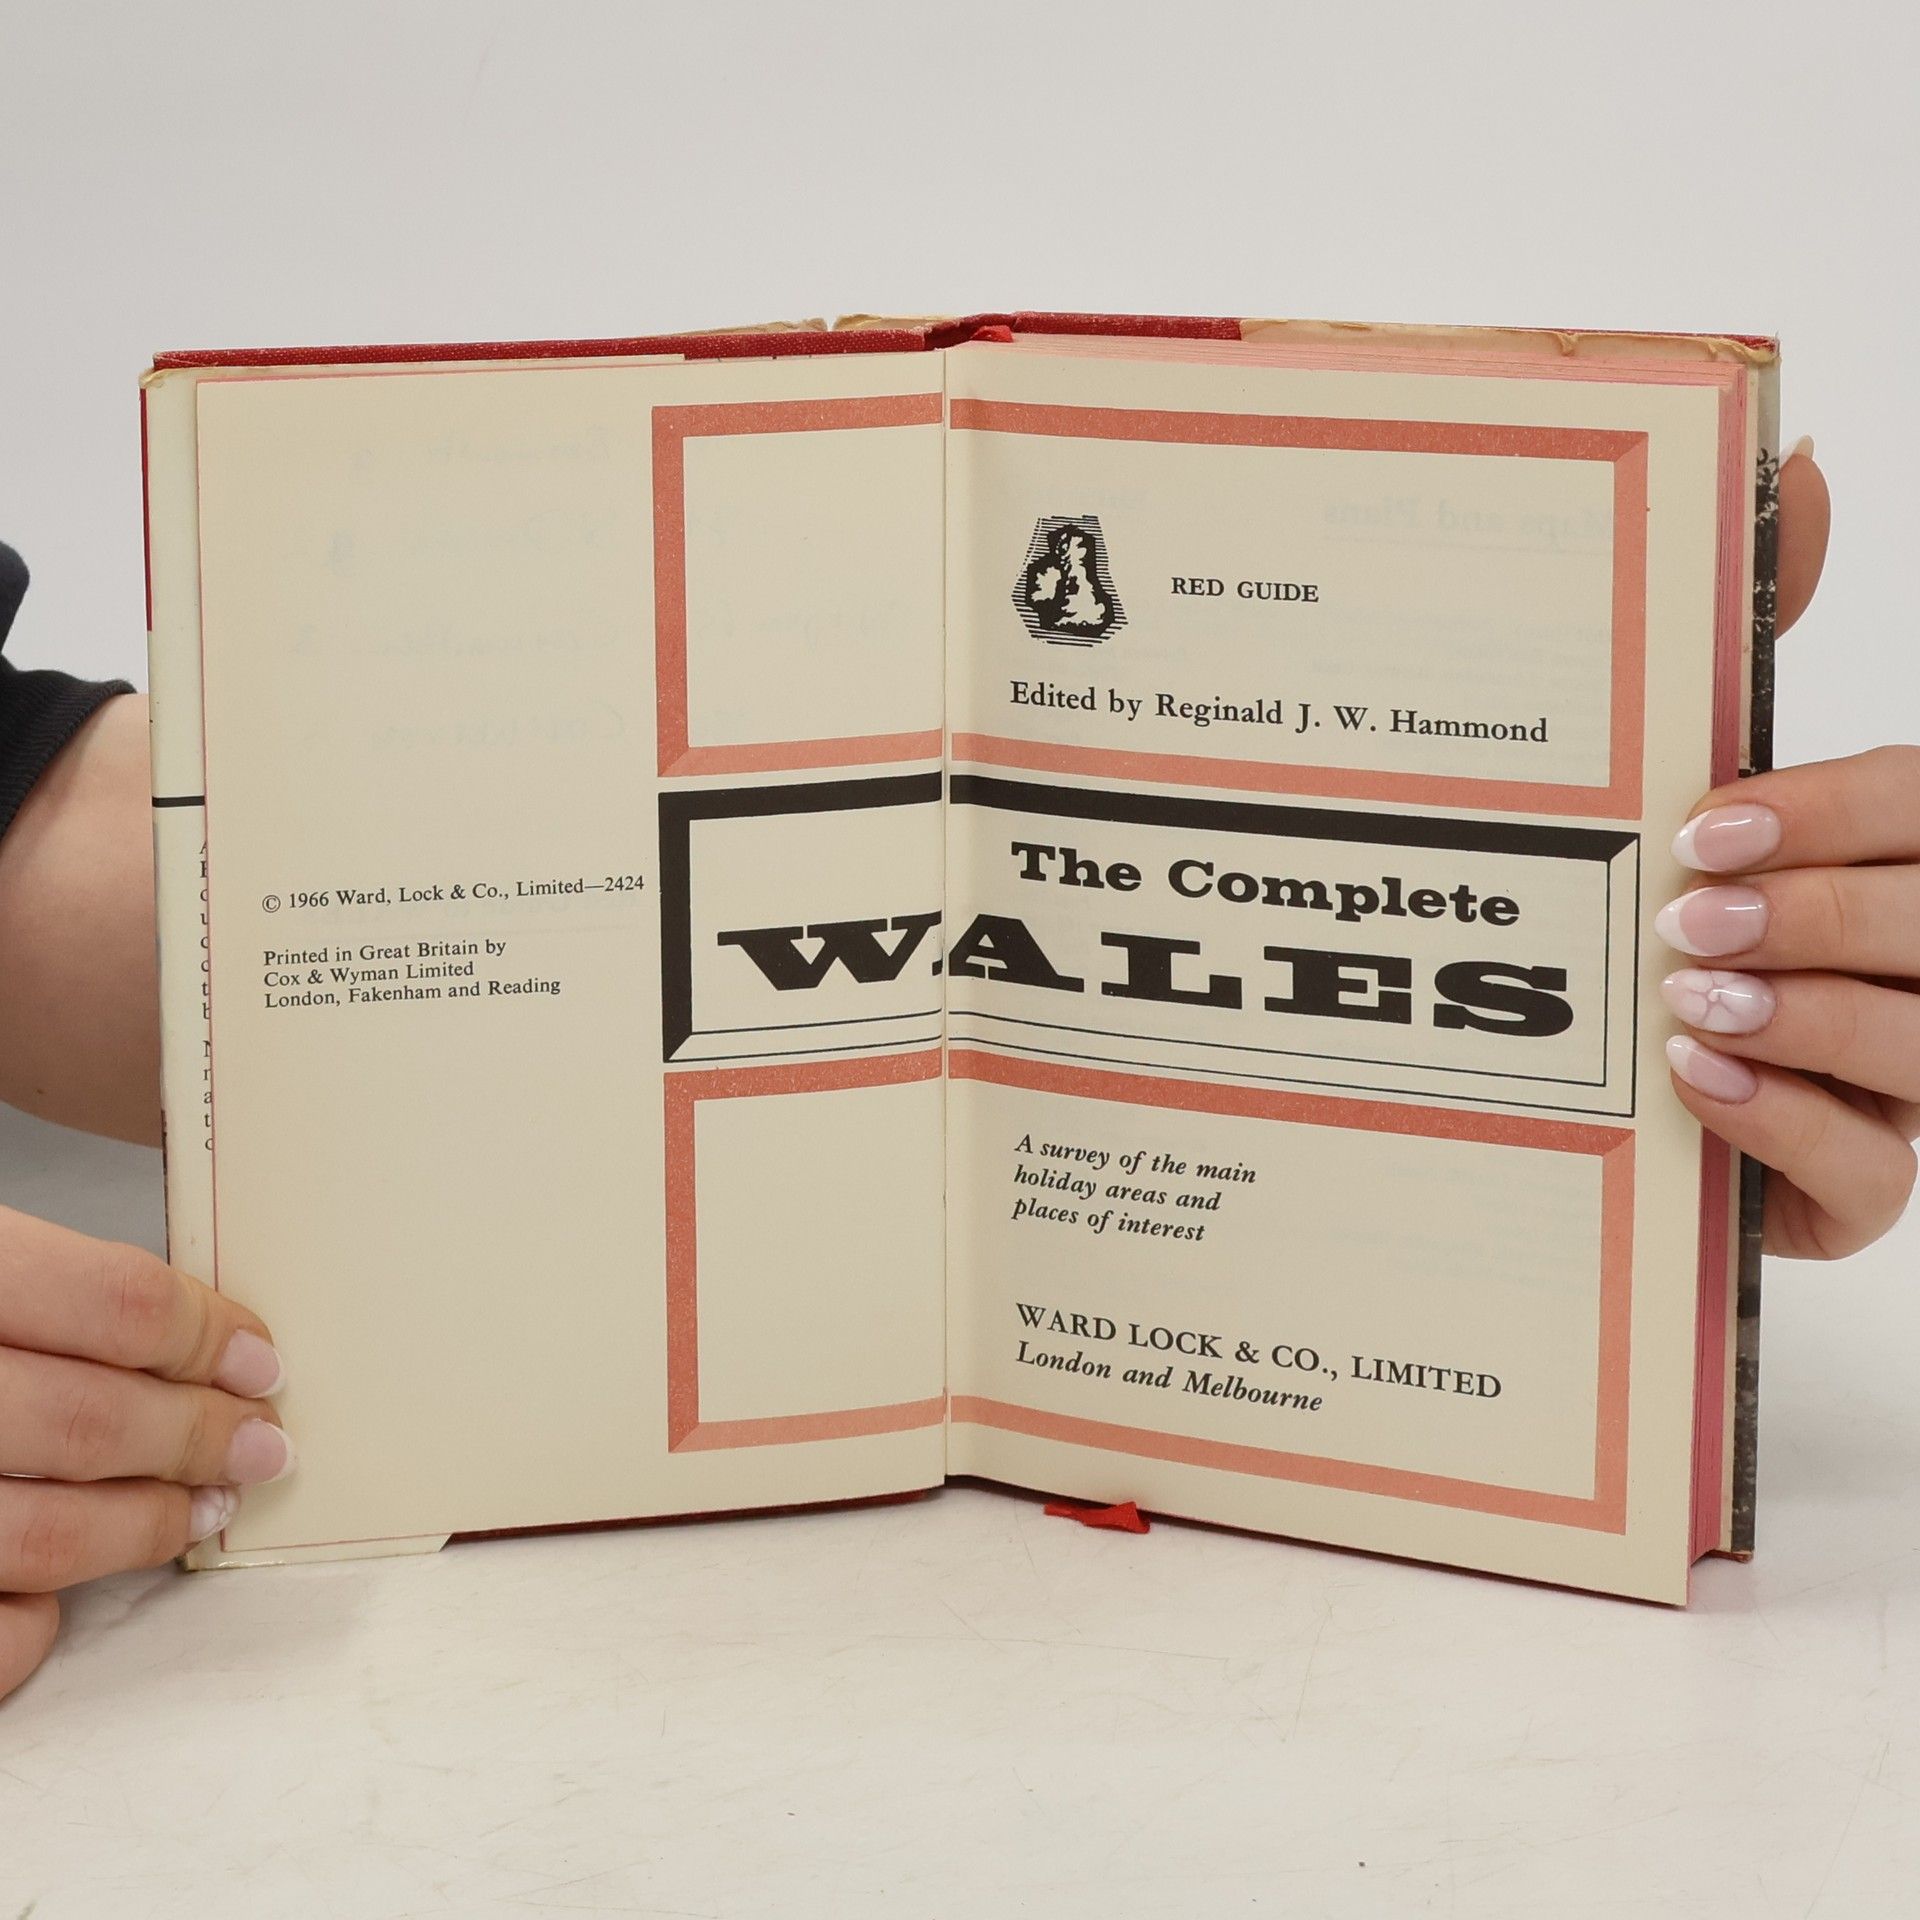 © 1966 Ward, Lock & Co., Limited—2424
Printed in Great Britain by
Cox & Wyman Limited
London, Fakenham and Reading
RED GUIDE
Edited by Reginald J. W. Hammond
The Complete
WALES
A survey of the main
holiday areas and
places of interest
WARD LOCK & CO., LIMITED
London and Melbourne